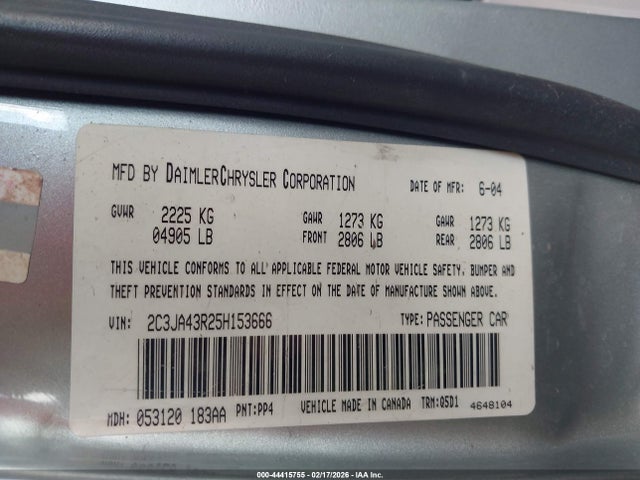 MFD BY DAIMLERCHRYSLER CORPORATION DATE OF MFR: 6-04
GVWR 2225 KG GAWR 1273 KG GAWR 1273 KG
04905 LB FRONT 2806 LB REAR 2806 LB
THIS VEHICLE CONFORMS TO ALL APPLICABLE FEDERAL MOTOR VEHICLE SAFETY, BUMPER AND
THEFT PREVENTION STANDARDS IN EFFECT ON THE DATE OF MANUFACTURE SHOWN ABOVE.
VIN: 2C3JA43R25H153666 TYPE: PASSENGER CAR
MDH: 053120 183AA PNT: PP4 VEHICLE MADE IN CANADA TRM: Q5D1 4648104
000-44415755 - 02/17/2026 - IAA Inc.